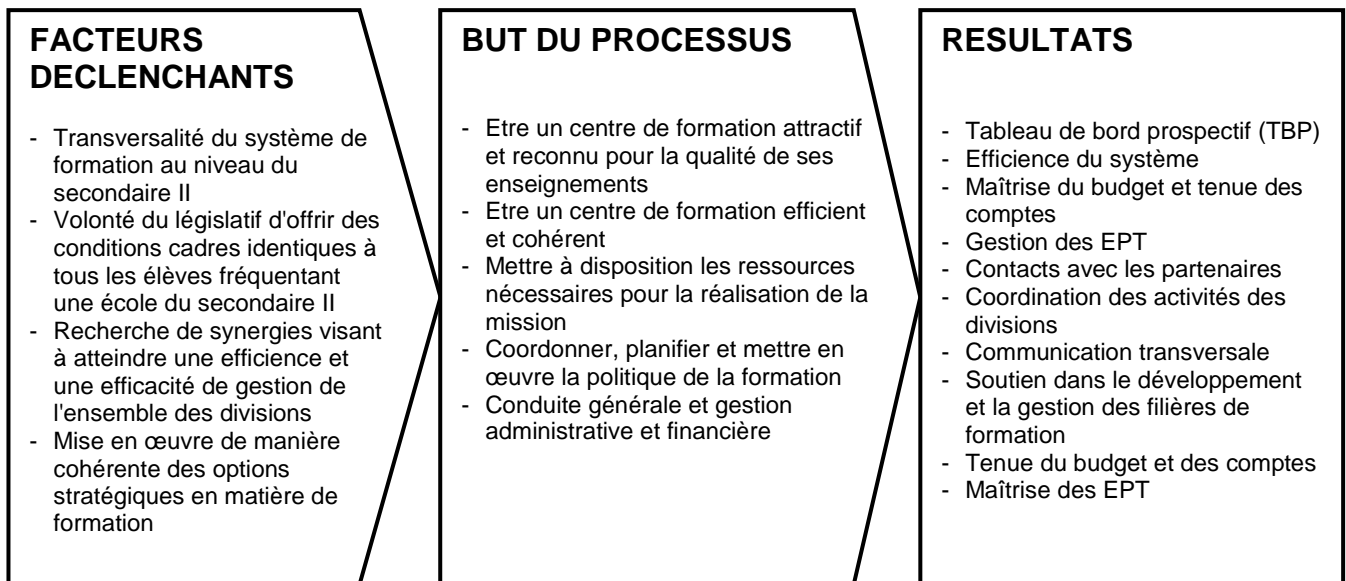 FACTEURS
DECLENCHANTS
- Transversalité du système de
formation au niveau du
secondaire II
- Volonté du législatif d'offrir des
conditions cadres identiques à
tous les élèves fréquentant
une école du secondaire II
- Recherche de synergies visant
à atteindre une efficience et
une efficacité de gestion de
l'ensemble des divisions
- Mise en œuvre de manière
cohérente des options
stratégiques en matière de
formation
BUT DU PROCESSUS
- Etre un centre de formation attractif
et reconnu pour la qualité de ses
enseignements
- Etre un centre de formation efficient
et cohérent
- Mettre à disposition les ressources
nécessaires pour la réalisation de la
mission
- Coordonner, planifier et mettre en
œuvre la politique de la formation
- Conduite générale et gestion
administrative et financière
RESULTATS
- Tableau de bord prospectif (TBP)
- Efficience du système
- Maîtrise du budget et tenue des
comptes
- Gestion des EPT
- Contacts avec les partenaires
- Coordination des activités des
divisions
- Communication transversale
- Soutien dans le développement
et la gestion des filières de
formation
- Tenue du budget et des comptes
- Maîtrise des EPT